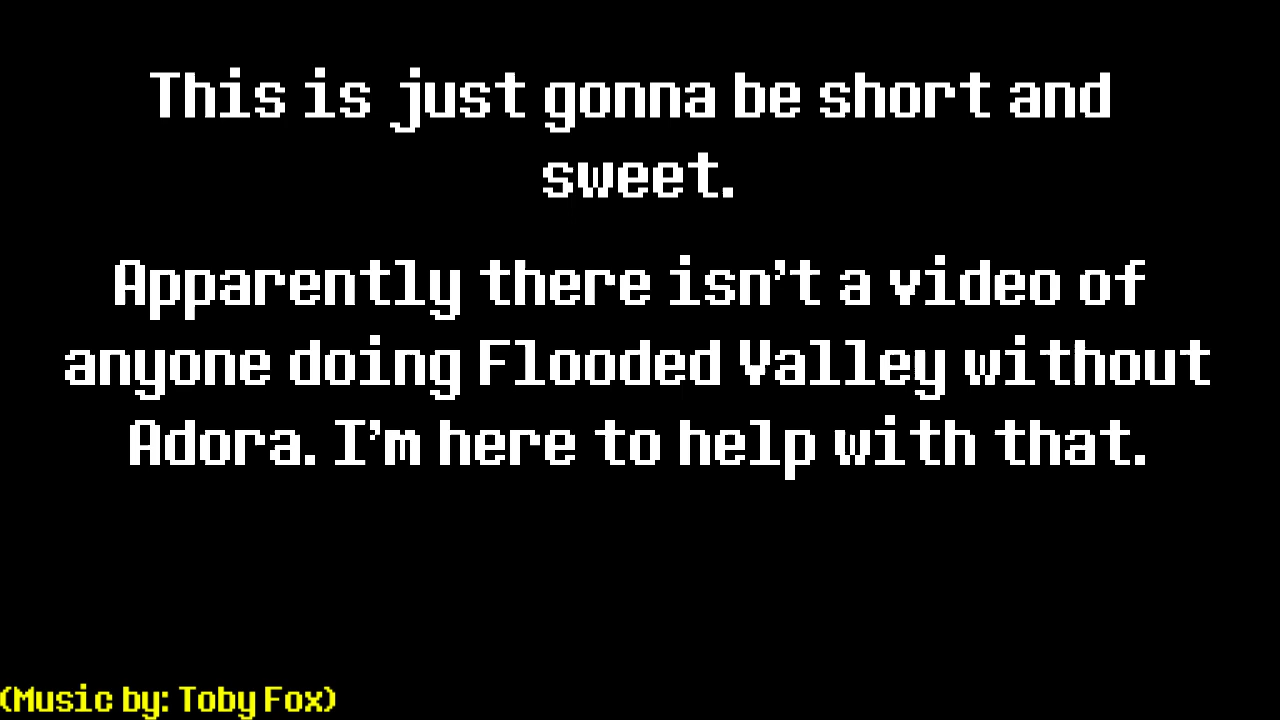 This is just gonna be short and
sweet.
Apparently there isn't a video of
anyone doing Flooded Valley without
Adora. I'm here to help with that.
(Music by: Toby Fox)